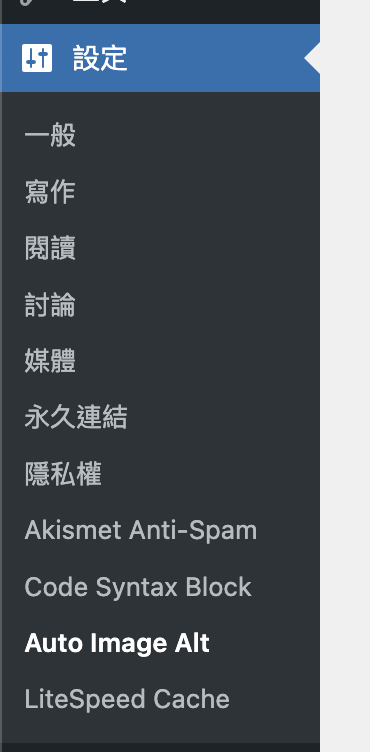 設定
一般
寫作
閱讀
討論
媒體
永久連結
隱私權
Akismet Anti-Spam
Code Syntax Block
Auto Image Alt
LiteSpeed Cache